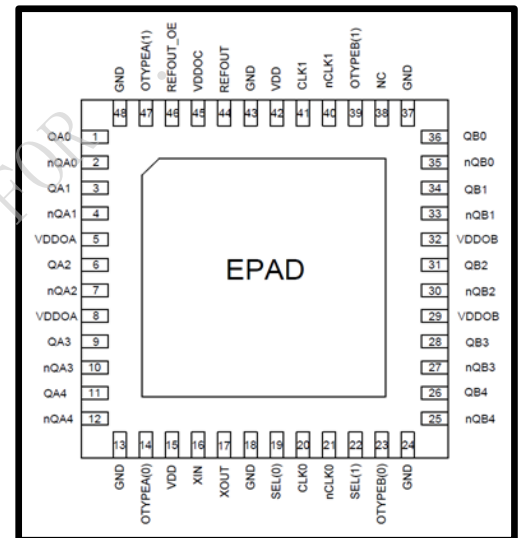 GND OTYPEA(1) REFOUT_OE VDDOC REFOUT GND VDD CLK1 nCLK1 OTYPEB(1) NC GND
48 47 46 45 44 43 42 41 40 39 38 37
QA0 1 36 QB0
nQA0 2 35 nQB0
QA1 3 34 QB1
nQA1 4 33 nQB1
VDDOA 5 32 VDDOB
QA2 6 31 QB2
nQA2 7 30 nQB2
VDDOA 8 29 VDDOB
QA3 9 28 QB3
nQA3 10 27 nQB3
QA4 11 26 QB4
nQA4 12 25 nQB4
EPAD
13 14 15 16 17 18 19 20 21 22 23 24
GND OTYPEA(0) VDD XIN XOUT GND SEL(0) CLK0 nCLK0 SEL(1) OTYPEB(0) GND
FOR